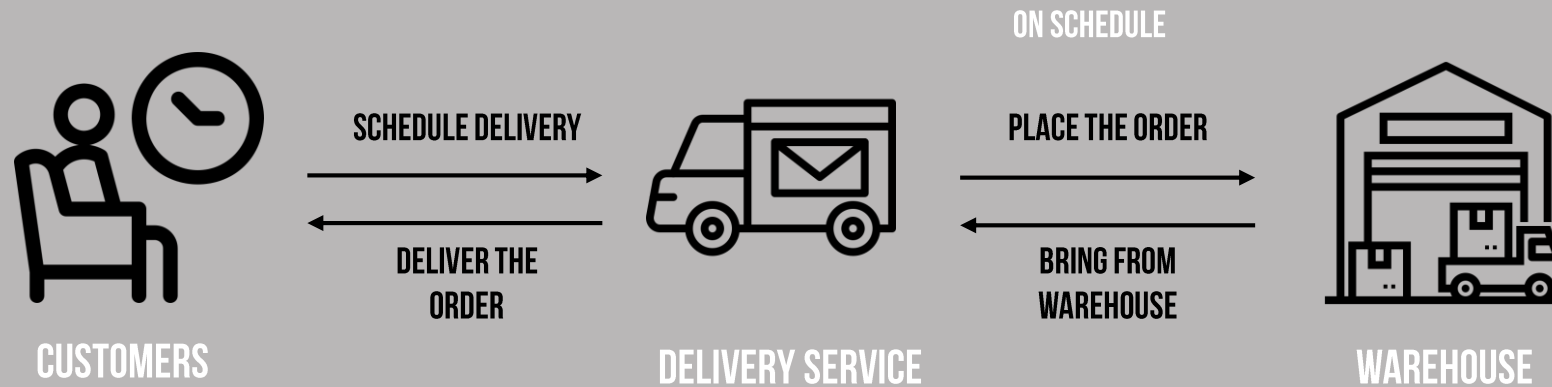 ON SCHEDULE
SCHEDULE DELIVERY
PLACE THE ORDER
DELIVER THE
ORDER
BRING FROM
WAREHOUSE
CUSTOMERS
DELIVERY SERVICE
WAREHOUSE